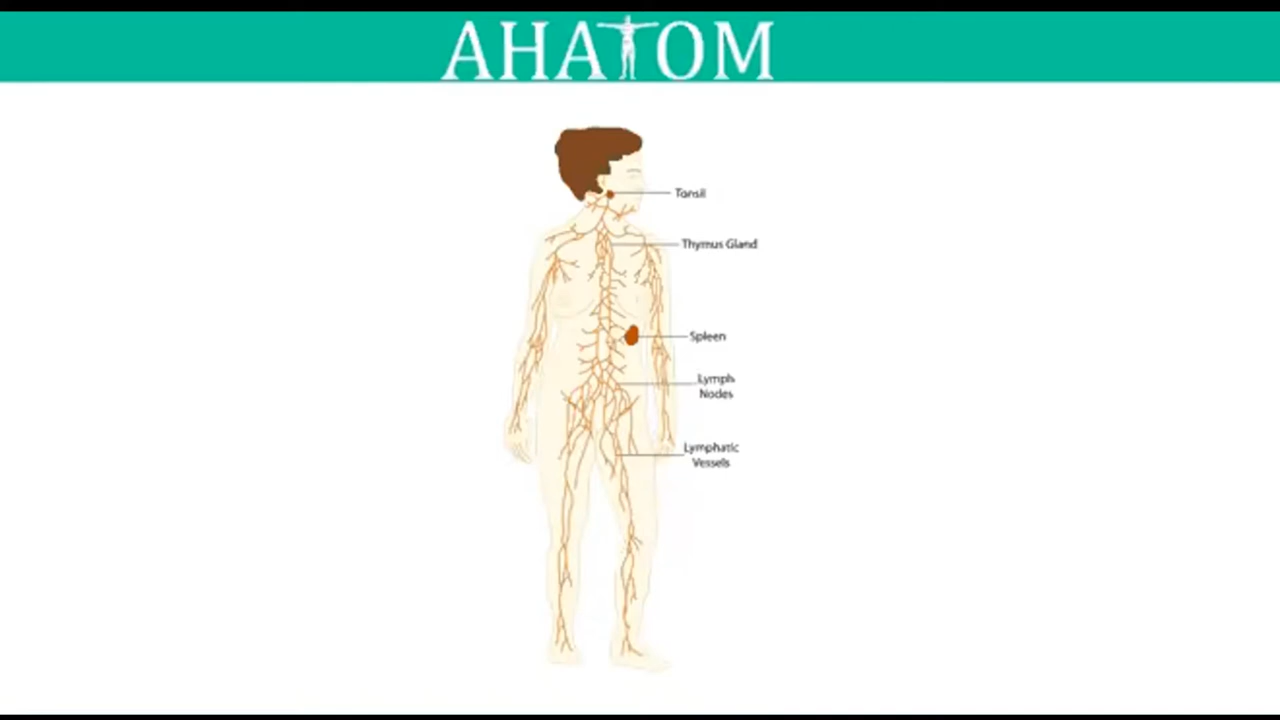 AHATOM
Tonsil
Thymus Gland
Spleen
Lymph
Nodes
Lymphatic
Vessels